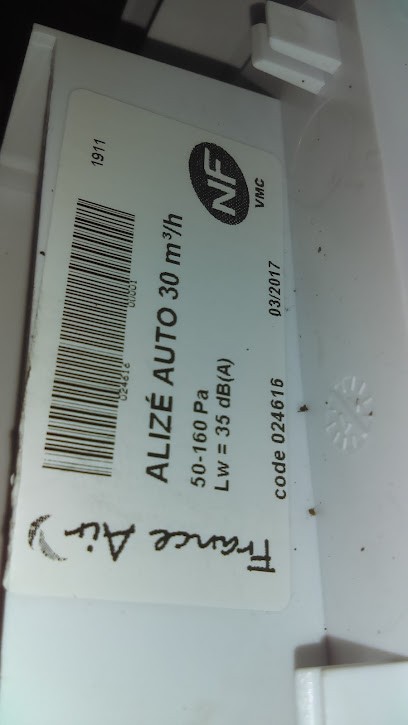 1911
NF
VMC
024616 00001
ALIZÉ AUTO 30 m³/h
50-160 Pa
Lw = 35 dB(A)
code 024616 03/2017
France Air